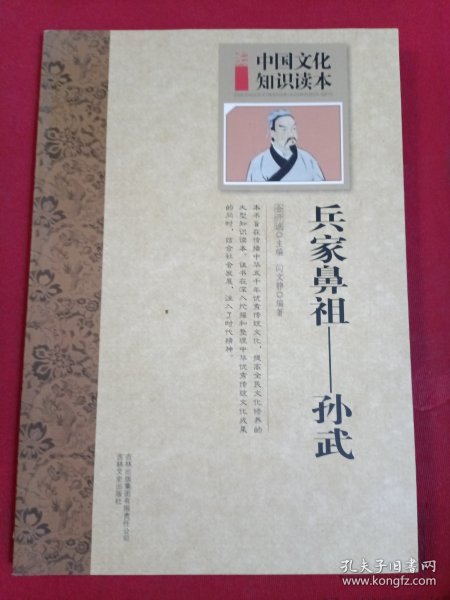 中国文化
知识读本
兵家鼻祖——孙武
金开诚◎主编 闫文静◎编著
本书旨在传播中华五千年优秀传统文化，提高全民文化修养的
大型知识读本。该书在深入挖掘和整理中华优秀传统文化成果
的同时，结合社会发展，注入了时代精神。
吉林出版集团有限责任公司
吉林文史出版社
孔夫子旧书网
www.kongfz.com